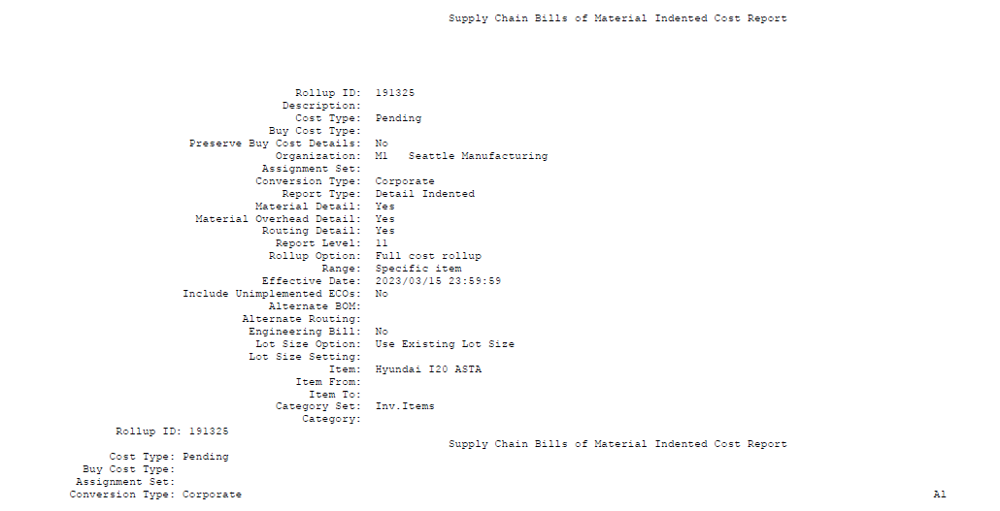 Supply Chain Bills of Material Indented Cost Report
Rollup ID: 191325
Description:
Cost Type: Pending
Buy Cost Type:
Preserve Buy Cost Details: No
Organization: M1 Seattle Manufacturing
Assignment Set:
Conversion Type: Corporate
Report Type: Detail Indented
Material Detail: Yes
Material Overhead Detail: Yes
Routing Detail: Yes
Report Level: 11
Rollup Option: Full cost rollup
Range: Specific item
Effective Date: 2023/03/15 23:59:59
Include Unimplemented ECOs: No
Alternate BOM:
Alternate Routing:
Engineering Bill: No
Lot Size Option: Use Existing Lot Size
Lot Size Setting:
Item: Hyundai I20 ASTA
Item From:
Item To:
Category Set: Inv.Items
Category:
Rollup ID: 191325
Supply Chain Bills of Material Indented Cost Report
Cost Type: Pending
Buy Cost Type:
Assignment Set:
Conversion Type: Corporate Al